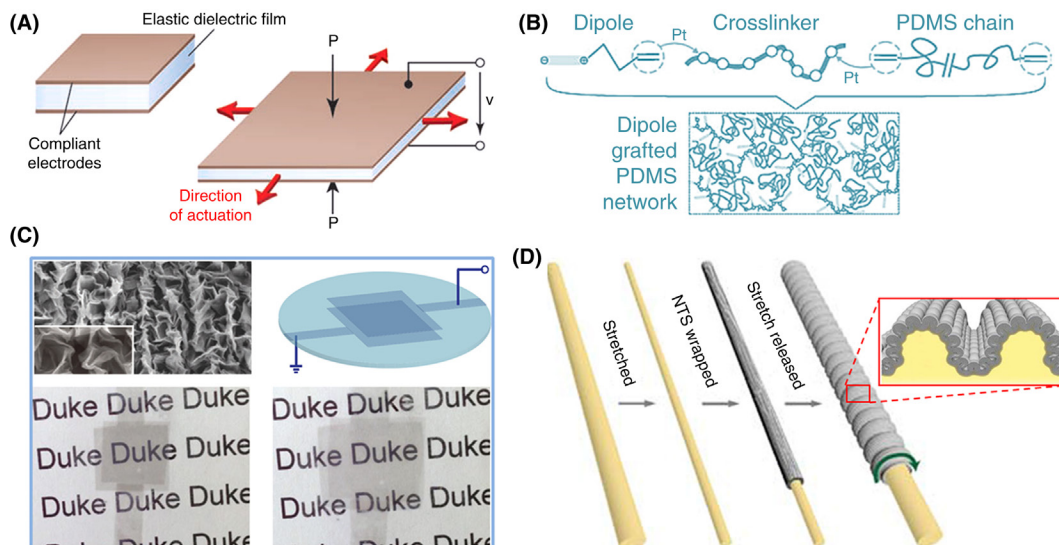 (A)
Elastic dielectric film
Compliant
electrodes
P
v
Direction
of actuation
P
(B)
Dipole
Crosslinker
PDMS chain
Pt
Pt
Dipole
grafted
PDMS
network
(C)
Duke Duke Duke
Duke Duke Duke
Duke Duke Duke
Duke Duke Duke
Duke Duke Duke
Duke Duke Duke
(D)
Stretched
NTS wrapped
Stretch released